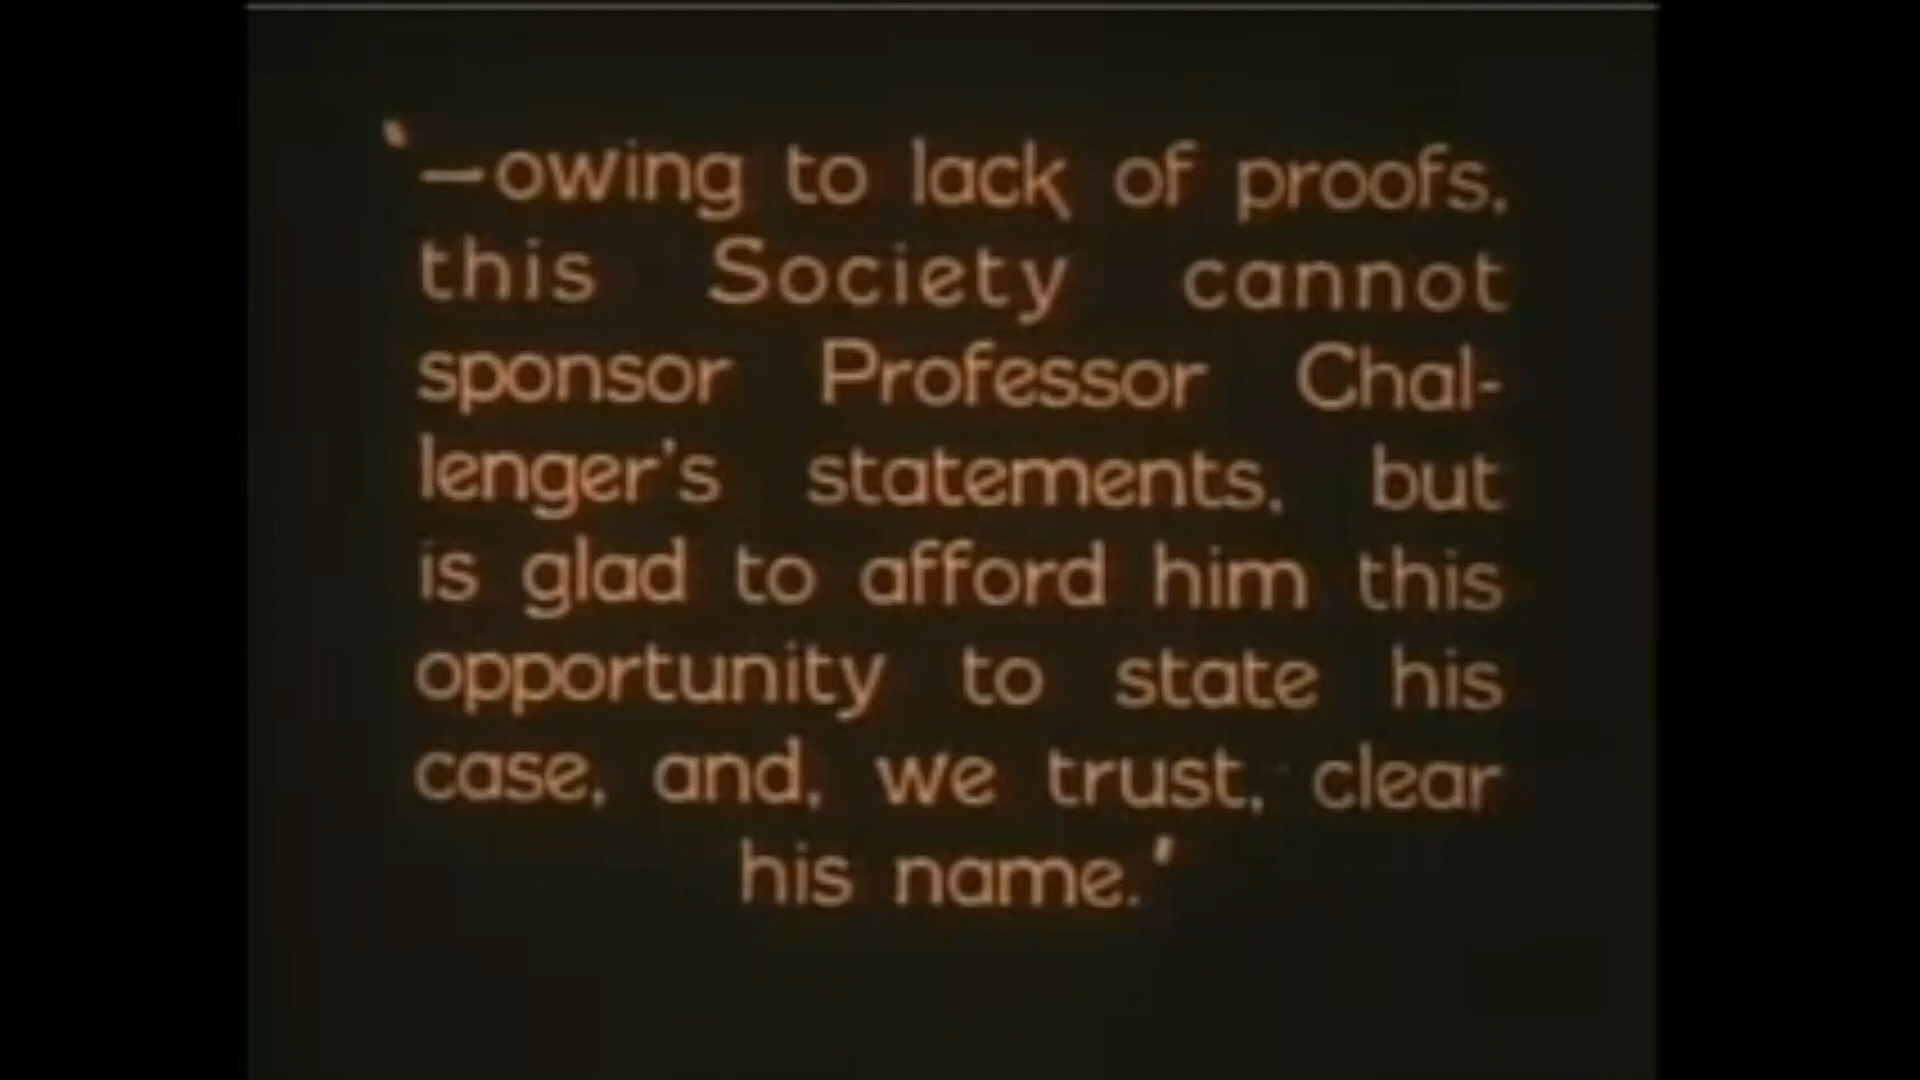 ‘—owing to lack of proofs,
this Society cannot
sponsor Professor Chal-
lenger's statements, but
is glad to afford him this
opportunity to state his
case, and, we trust, clear
his name.’